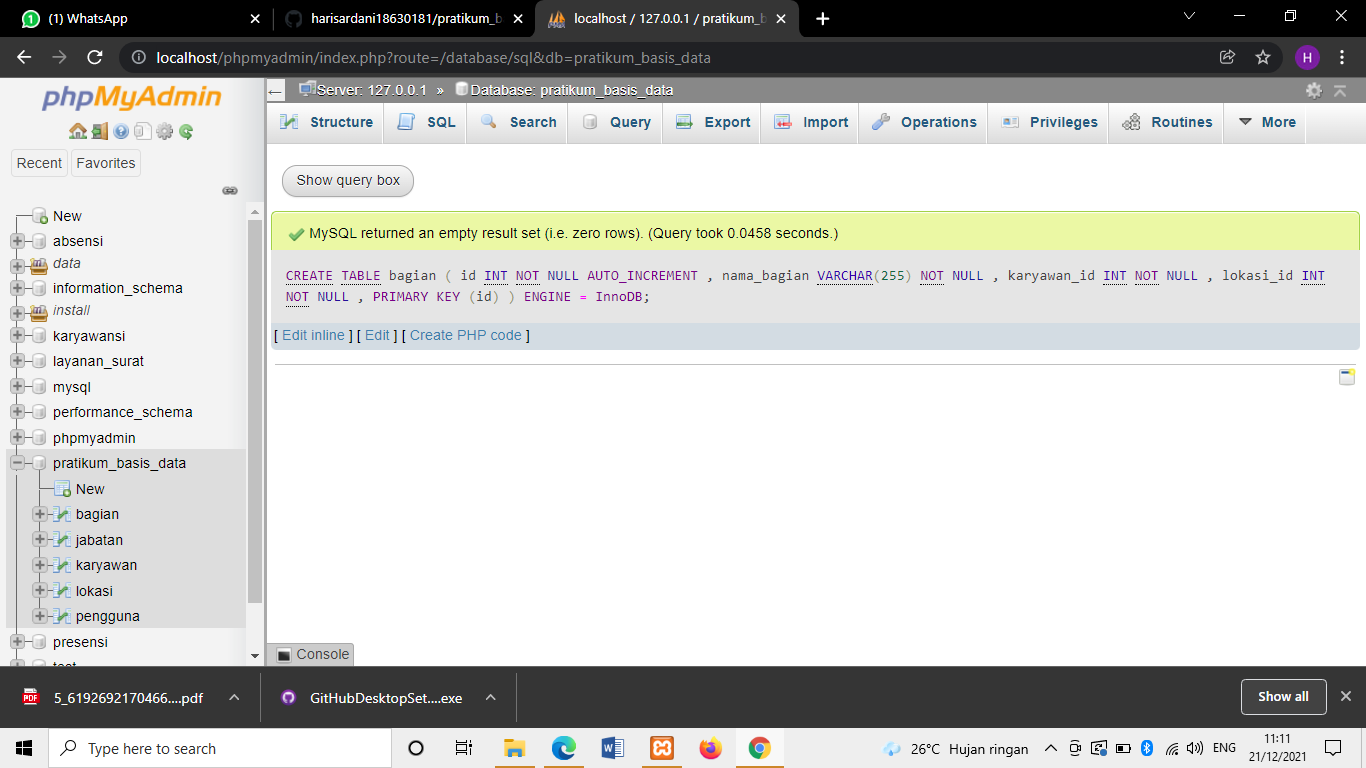 (1) WhatsApp
harisardani18630181/pratikum_b
localhost / 127.0.0.1 / pratikum_b
localhost/phpmyadmin/index.php?route=/database/sql&db=pratikum_basis_data
H
phpMyAdmin
Recent
Favorites
New
absensi
data
information_schema
install
karyawansi
layanan_surat
mysql
performance_schema
phpmyadmin
pratikum_basis_data
New
bagian
jabatan
karyawan
lokasi
pengguna
presensi
Server: 127.0.0.1 » Database: pratikum_basis_data
Structure SQL Search Query Export Import Operations Privileges Routines More
Show query box
MySQL returned an empty result set (i.e. zero rows). (Query took 0.0458 seconds.)
CREATE TABLE bagian ( id INT NOT NULL AUTO_INCREMENT , nama_bagian VARCHAR(255) NOT NULL , karyawan_id INT NOT NULL , lokasi_id INT
NOT NULL , PRIMARY KEY (id) ) ENGINE = InnoDB;
[ Edit inline ] [ Edit ] [ Create PHP code ]
Console
5_6192692170466....pdf
GitHubDesktopSet....exe
Show all
Type here to search
26°C Hujan ringan
ENG
11:11
21/12/2021